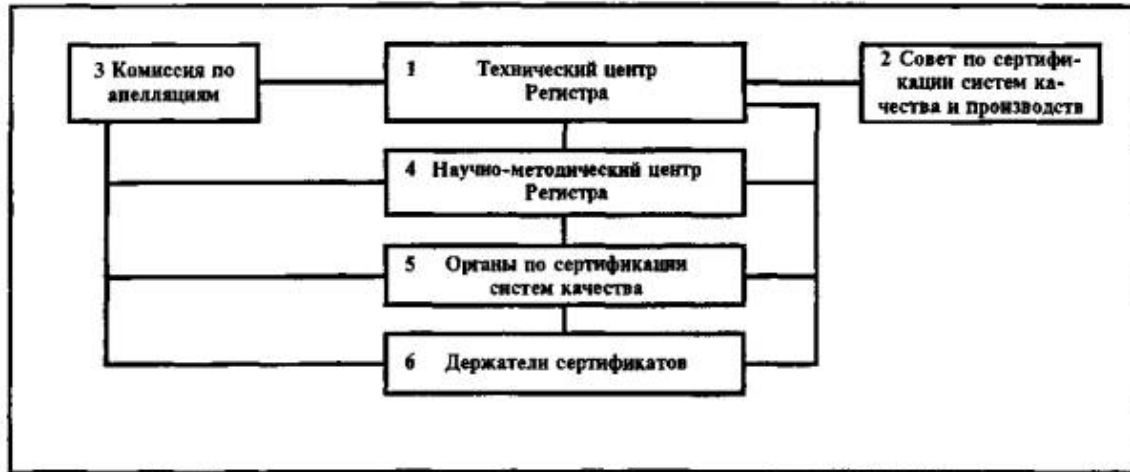 3 Комиссия по
апелляциям
1 Технический центр
Регистра
2 Совет по сертифи-
кации систем ка-
чества и производств
4 Научно-методический центр
Регистра
5 Органы по сертификации
систем качества
6 Держатели сертификатов